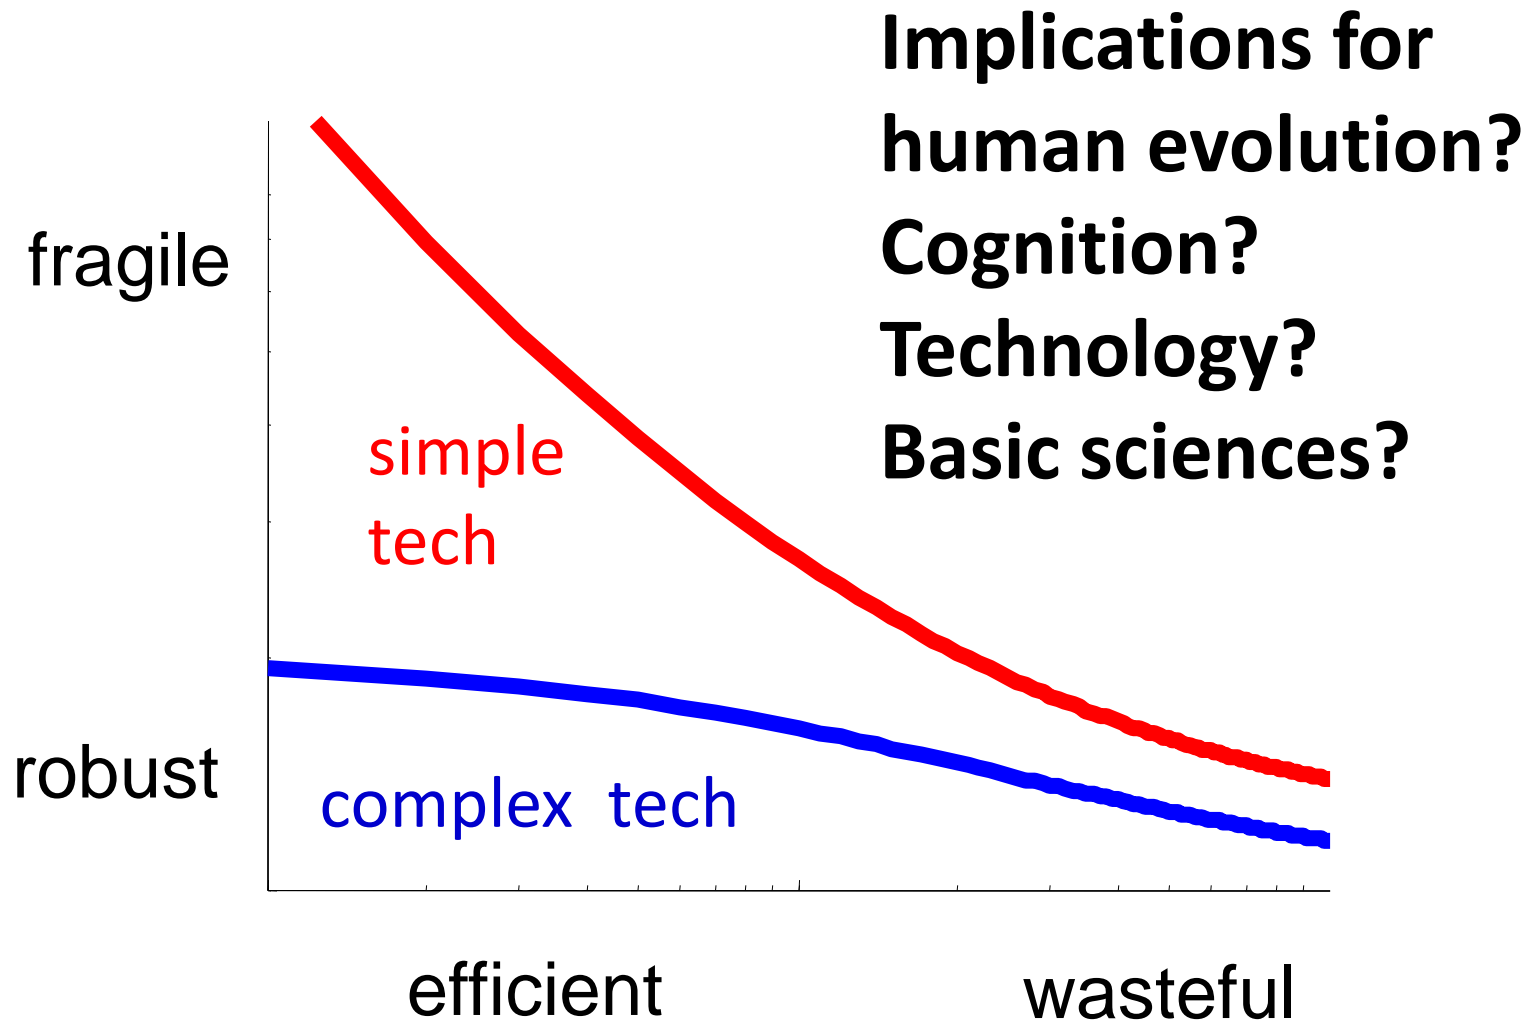 Implications for
human evolution?
Cognition?
Technology?
Basic sciences?
fragile
simple
tech
robust
complex tech
efficient
wasteful